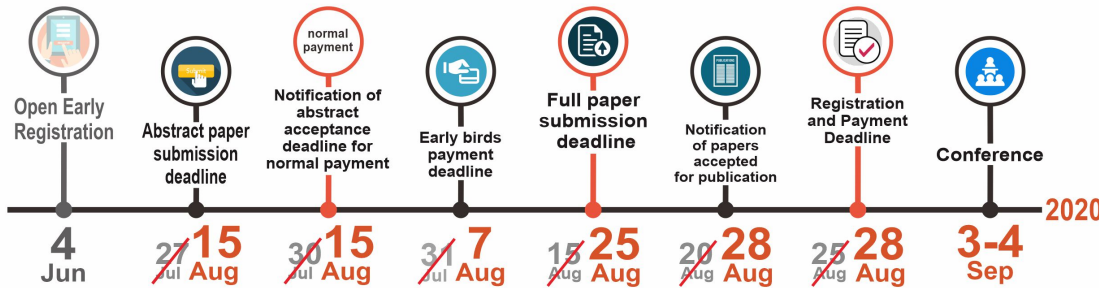 Open Early
Registration
4
Jun
Submit
Abstract paper
submission
deadline
27 Jul
15
Aug
normal
payment
Notification of
abstract
acceptance
deadline for
normal payment
30 Jul
15
Aug
Early birds
payment
deadline
31 Jul
7
Aug
Full paper
submission
deadline
15 Aug
25
Aug
Notification
of papers
accepted
for publication
20 Aug
28
Aug
Registration
and Payment
Deadline
25 Aug
28
Aug
Conference
3-4
Sep
2020